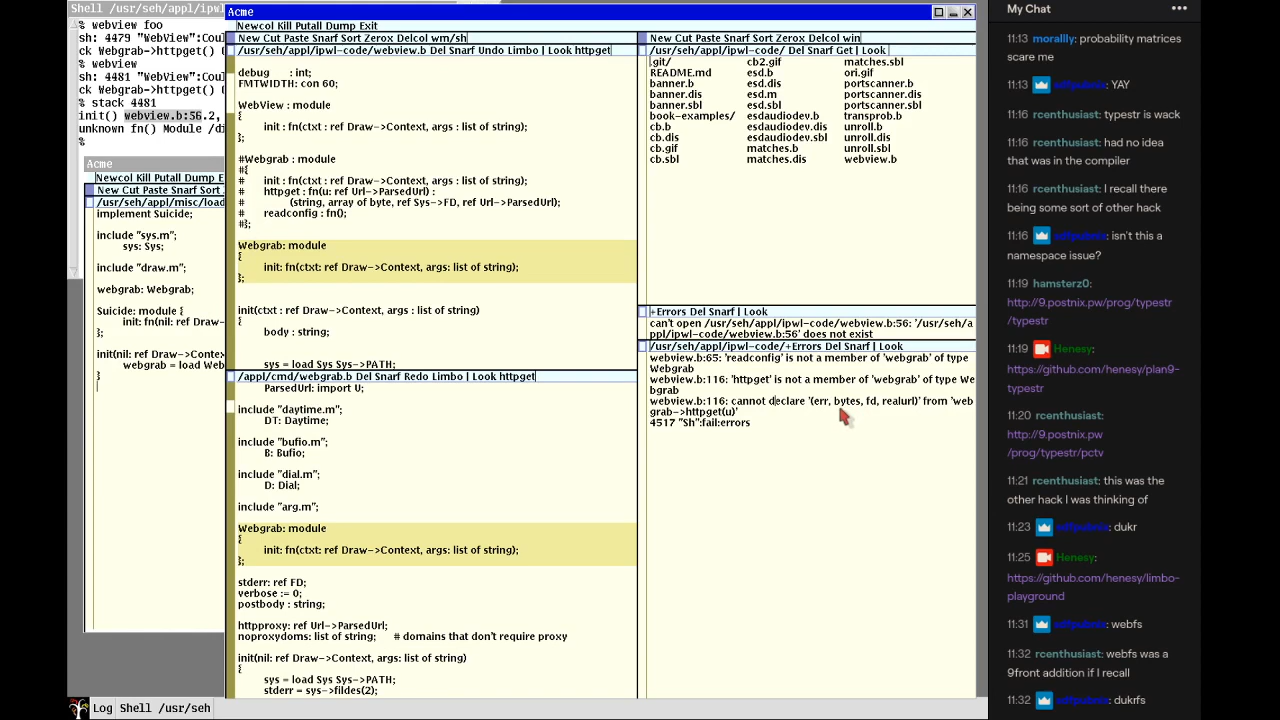 Shell /usr/seh/appl/ipwl
% webview foo
sh: 4479 "WebView":Coul
ck Webgrab->httpget() (
% webview
sh: 4481 "WebView":Coul
ck Webgrab->httpget() (
% stack 4481
init() webview.b:56.2,
unknown fn() Module /di
%
Acme
Newcol Kill Putall Dump E
New Cut Paste Snarf Sort
/usr/seh/appl/misc/load
implement Suicide;
include "sys.m";
sys: Sys;
include "draw.m";
webgrab: Webgrab;
Suicide: module {
init: fn(nil: ref Draw->
};
init(nil: ref Draw->Context,
webgrab = load Web
}
Acme
Newcol Kill Putall Dump Exit
New Cut Paste Snarf Sort Zerox Delcol wm/sh
/usr/seh/appl/ipwl-code/webview.b Del Snarf Undo Limbo | Look httpget
debug : int;
FMTWIDTH: con 60;
WebView : module
{
init : fn(ctxt : ref Draw->Context, args : list of string);
};
#Webgrab : module
#{
# init : fn(ctxt : ref Draw->Context, args : list of string);
# httpget : fn(u: ref Url->ParsedUrl) :
# (string, array of byte, ref Sys->FD, ref Url->ParsedUrl);
# readconfig : fn();
#};
Webgrab: module
{
init: fn(ctxt: ref Draw->Context, args: list of string);
};
init(ctxt : ref Draw->Context, args : list of string)
{
body : string;
sys = load Sys Sys->PATH;
/appl/cmd/webgrab.b Del Snarf Redo Limbo | Look httpget
ParsedUrl: import U;
include "daytime.m";
DT: Daytime;
include "bufio.m";
B: Bufio;
include "dial.m";
D: Dial;
include "arg.m";
Webgrab: module
{
init: fn(ctxt: ref Draw->Context, args: list of string);
};
stderr: ref FD;
verbose := 0;
postbody : string;
httpproxy: ref Url->ParsedUrl;
noproxydoms: list of string; # domains that don't require proxy
init(nil: ref Draw->Context, args: list of string)
{
sys = load Sys Sys->PATH;
stderr = sys->fildes(2);
New Cut Paste Snarf Sort Zerox Delcol win
/usr/seh/appl/ipwl-code/ Del Snarf Get | Look
.git/ cb2.gif matches.sbl
README.md esd.b ori.gif
banner.b esd.dis portscanner.b
banner.dis esd.m portscanner.dis
banner.sbl esd.sbl portscanner.sbl
book-examples/ esdaudiodev.b transprob.b
cb.b esdaudiodev.dis unroll.b
cb.dis esdaudiodev.sbl unroll.dis
cb.gif matches.b unroll.sbl
cb.sbl matches.dis webview.b
+Errors Del Snarf | Look
can't open /usr/seh/appl/ipwl-code/webview.b:56: '/usr/seh/a
ppl/ipwl-code/webview.b:56' does not exist
/usr/seh/appl/ipwl-code/+Errors Del Snarf | Look
webview.b:65: 'readconfig' is not a member of 'webgrab' of type
Webgrab
webview.b:116: 'httpget' is not a member of 'webgrab' of type We
bgrab
webview.b:116: cannot declare '(err, bytes, fd, realurl)' from 'web
grab->httpget(u)'
4517 "Sh":fail:errors
Log Shell /usr/seh
My Chat
11:13 morallly: probability matrices
scare me
11:13 YAY
11:16 rcenthusiast: typestr is wack
11:16 rcenthusiast: had no idea
that was in the compiler
11:16 rcenthusiast: I recall there
being some sort of other hack
11:16 isn't this a
namespace issue?
11:19 hamsterz0:
http://9.postnix.pw/prog/typestr
/typestr
11:19 Henesy:
https://github.com/henesy/plan9-
typestr
11:20 rcenthusiast:
http://9.postnix.pw
/prog/typestr/pctv
11:21 rcenthusiast: this was the
other hack I was thinking of
11:23 dukr
11:25 Henesy:
https://github.com/henesy/limbo-
playground
11:31 webfs
11:32 rcenthusiast: webfs was a
9front addition if I recall
11:32 dukrfs